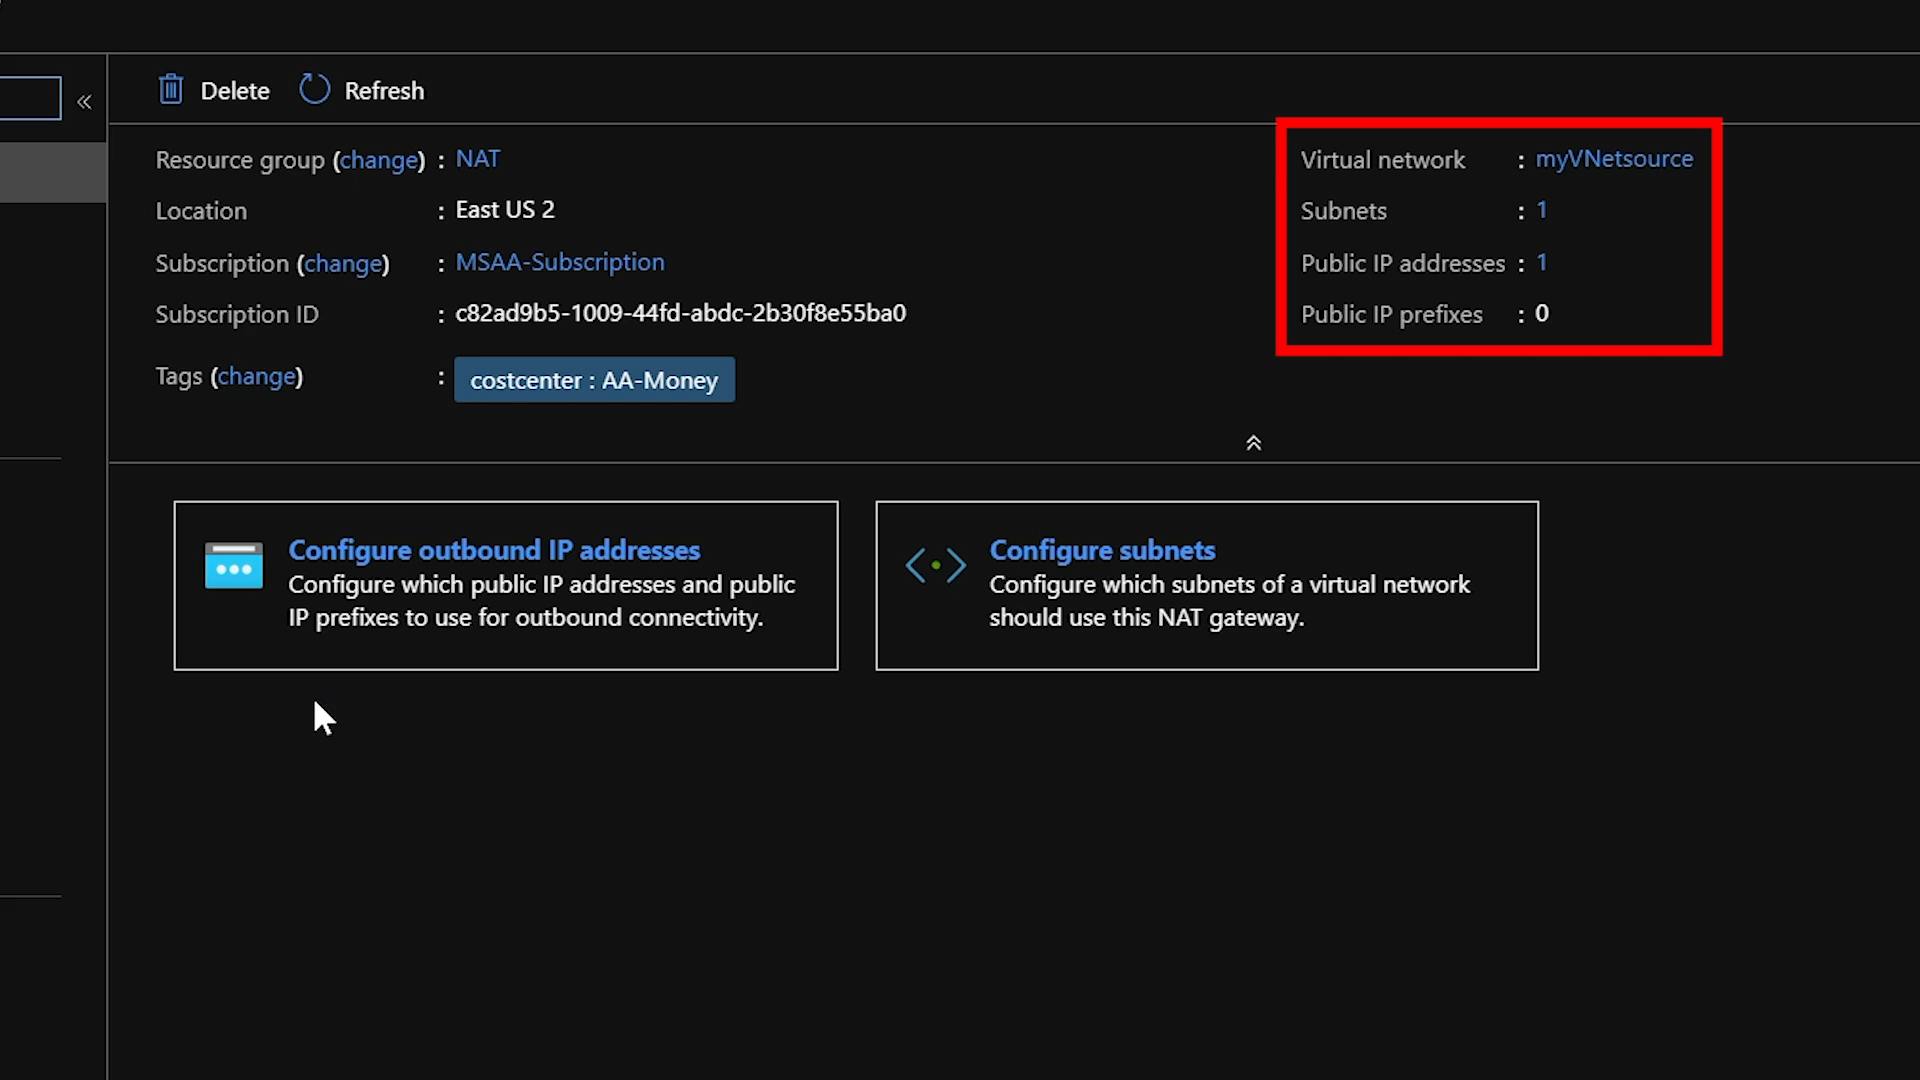 Delete Refresh
Resource group (change) : NAT
Location : East US 2
Subscription (change) : MSAA-Subscription
Subscription ID : c82ad9b5-1009-44fd-abdc-2b30f8e55ba0
Tags (change) : costcenter : AA-Money
Virtual network : myVNetsource
Subnets : 1
Public IP addresses : 1
Public IP prefixes : 0
Configure outbound IP addresses
Configure which public IP addresses and public
IP prefixes to use for outbound connectivity.
Configure subnets
Configure which subnets of a virtual network
should use this NAT gateway.